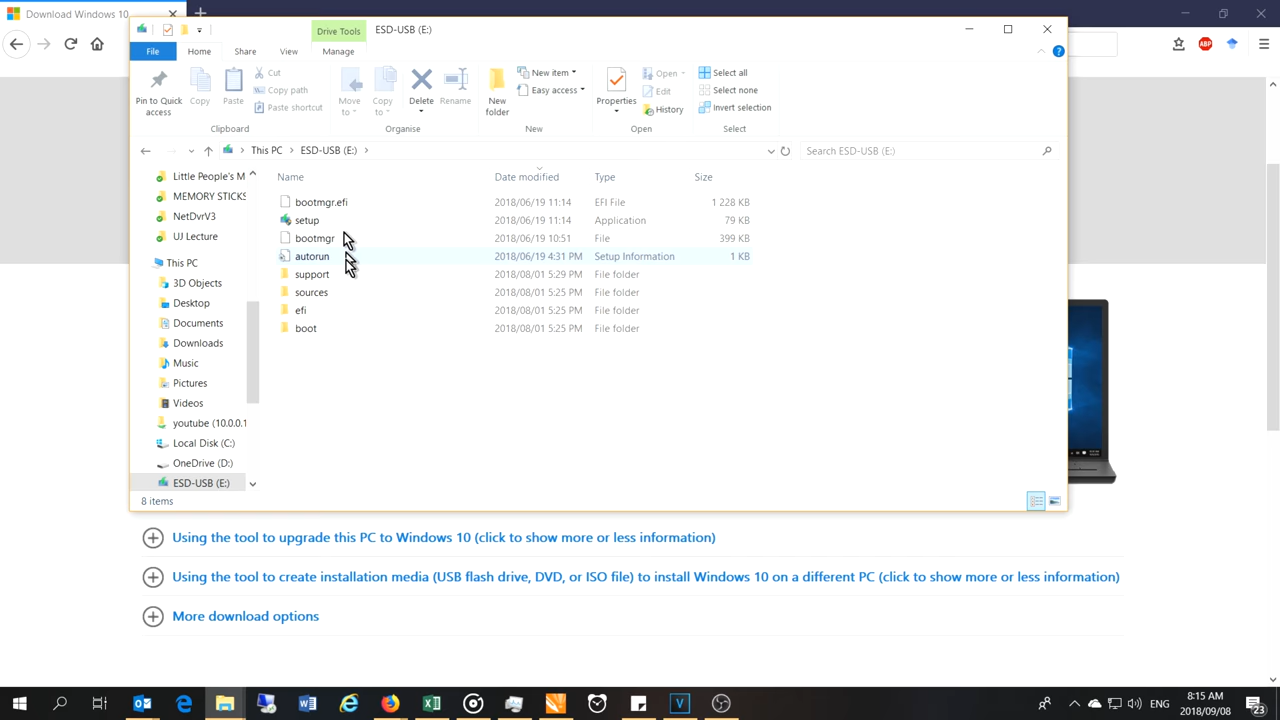 Download Windows 10
Drive Tools
ESD-USB (E:)
File
Home
Share
View
Manage
ABP
Pin to Quick access
Copy
Paste
Cut
Copy path
Paste shortcut
Clipboard
Move to
Copy to
Delete
Rename
Organise
New folder
New item
Easy access
New
Properties
Open
Edit
History
Open
Select all
Select none
Invert selection
Select
This PC
ESD-USB (E:)
Search ESD-USB (E:)
Name
Date modified
Type
Size
bootmgr.efi 2018/06/19 11:14 EFI File 1 228 KB
setup 2018/06/19 11:14 Application 79 KB
bootmgr 2018/06/19 10:51 File 399 KB
autorun 2018/06/19 4:31 PM Setup Information 1 KB
support 2018/08/01 5:29 PM File folder
sources 2018/08/01 5:25 PM File folder
efi 2018/08/01 5:25 PM File folder
boot 2018/08/01 5:25 PM File folder
Little People's M
MEMORY STICKS
NetDvrV3
UJ Lecture
This PC
3D Objects
Desktop
Documents
Downloads
Music
Pictures
Videos
youtube (10.0.0.1
Local Disk (C:)
OneDrive (D:)
ESD-USB (E:)
8 items
Using the tool to upgrade this PC to Windows 10 (click to show more or less information)
Using the tool to create installation media (USB flash drive, DVD, or ISO file) to install Windows 10 on a different PC (click to show more or less information)
More download options
ENG
8:15 AM
2018/09/08
23